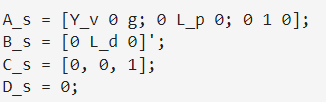 A_s = [Y_v 0 g; 0 L_p 0; 0 1 0];
B_s = [0 L_d 0]';
C_s = [0, 0, 1];
D_s = 0;